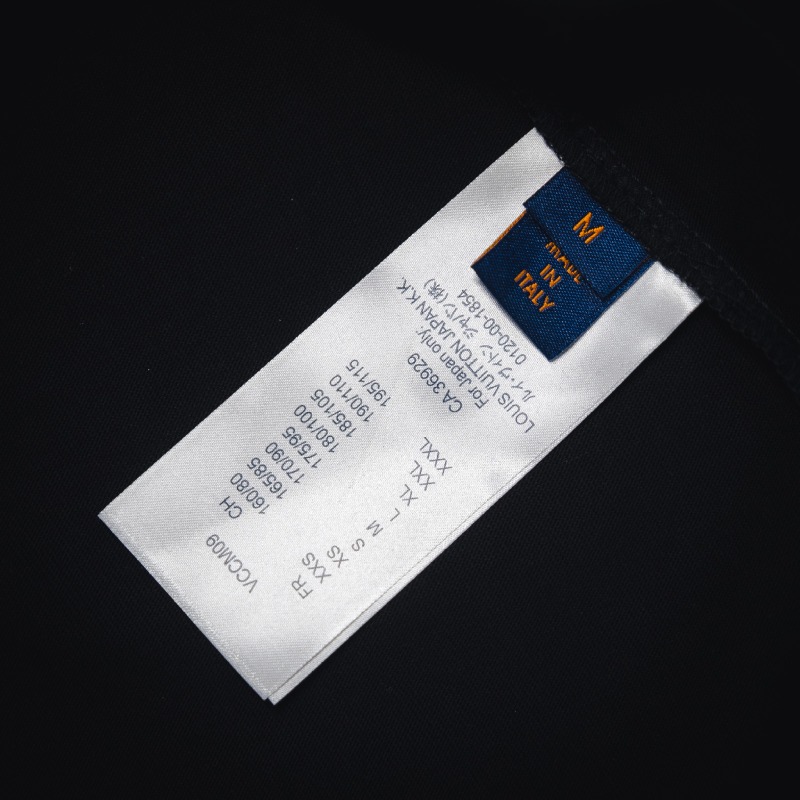 M
MADE
IN
ITALY
VCCM09
FR CH
XXS 160/80
XS 165/85
S 170/90
M 175/95
L 180/100
XL 185/105
XXL 190/110
XXXL 195/115
CA 36929
For Japan only:
LOUIS VUITTON JAPAN K.K.
ルイ・ヴィトン ジャパン(株)
0120-00-1854